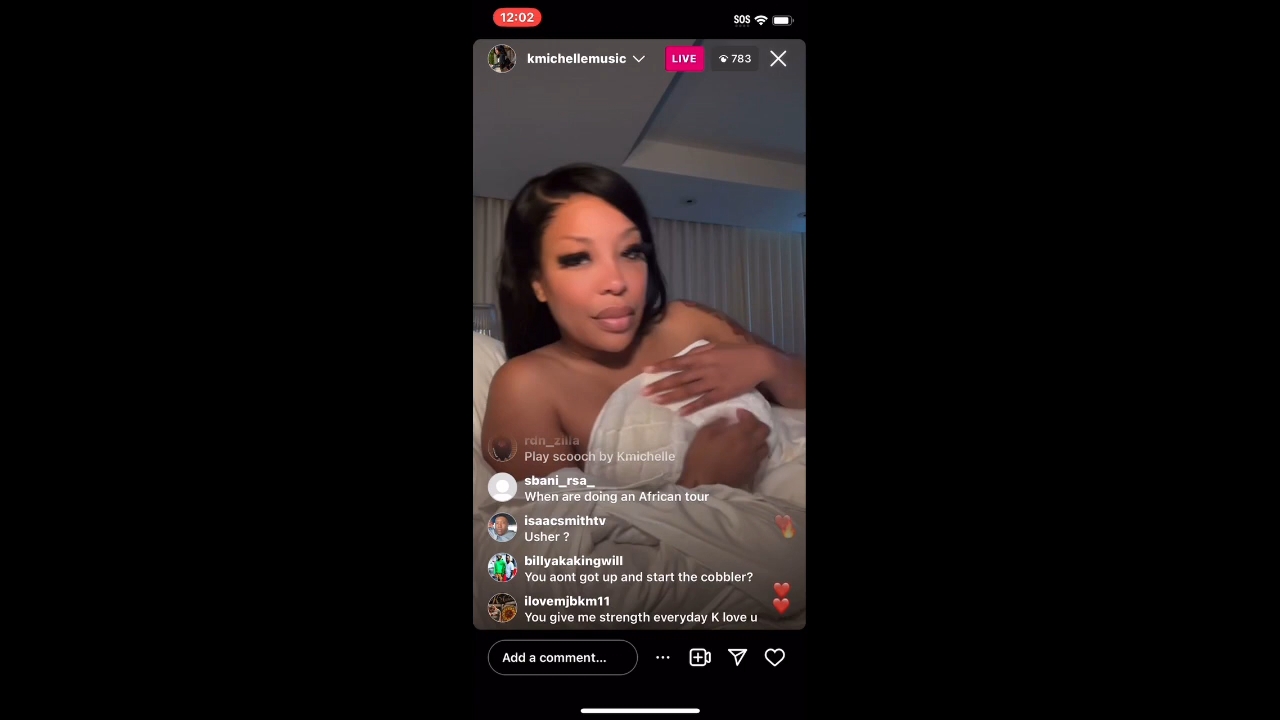 12:02
SOS
kmichellemusic
LIVE
783
rdn_zilla
Play scooch by Kmichelle
sbani_rsa_
When are doing an African tour
isaacsmithtv
Usher ?
billyakakingwill
You aont got up and start the cobbler?
ilovemjbkm11
You give me strength everyday K love u
Add a comment...